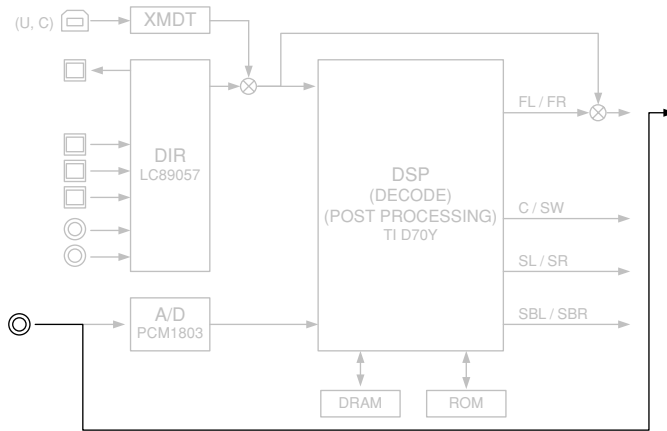 (U, C)
XMDT
DIR
LC89057
DSP
(DECODE)
(POST PROCESSING)
TI D70Y
FL / FR
C / SW
SL / SR
SBL / SBR
A/D
PCM1803
DRAM
ROM